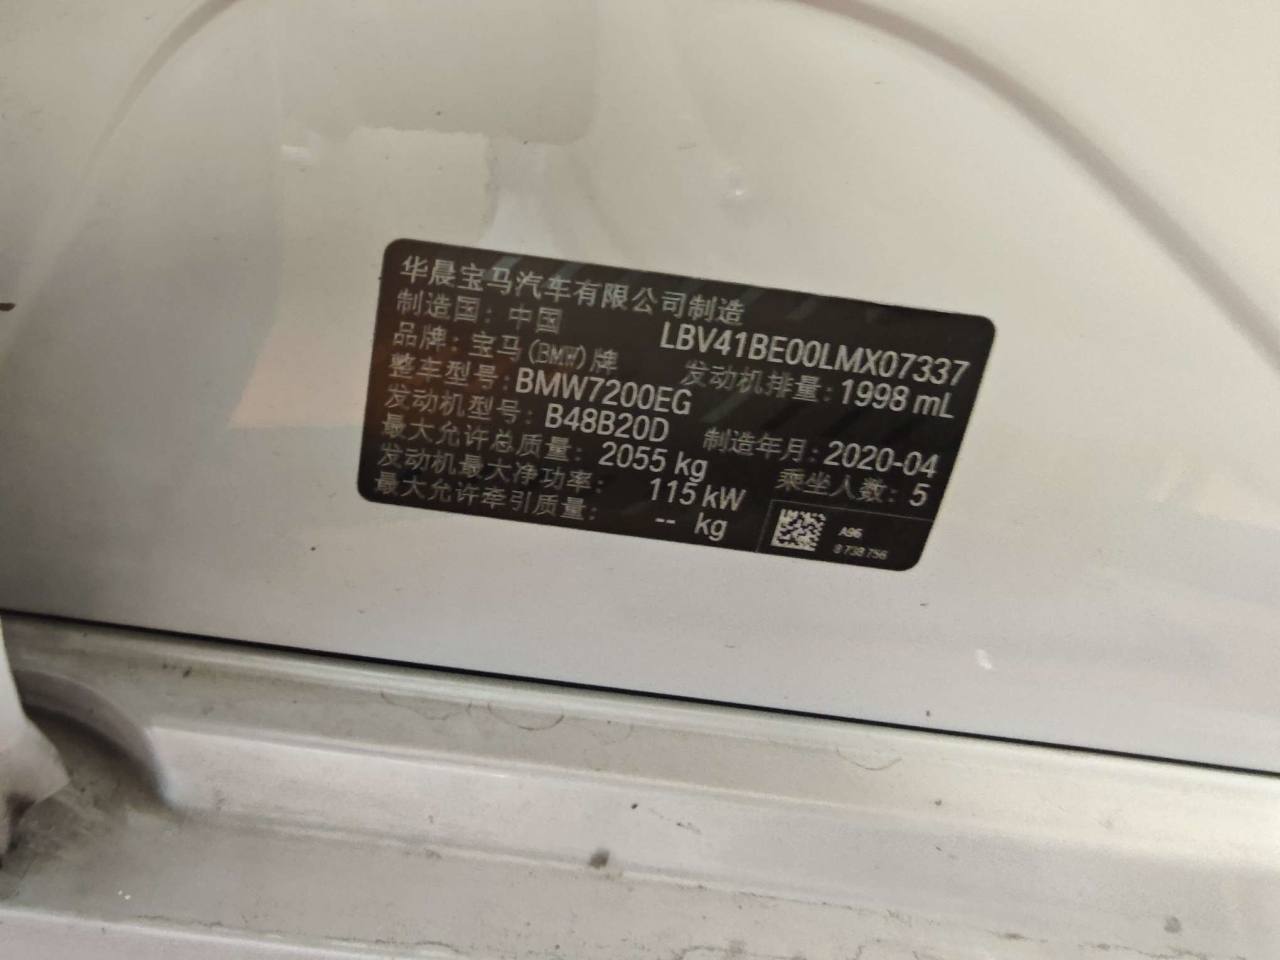 华晨宝马汽车有限公司制造
制造国：中国 LBV41BE00LMX07337
品牌：宝马(BMW)牌 发动机排量：1998 mL
整车型号：BMW7200EG
发动机型号：B48B20D 制造年月：2020-04
最大允许总质量：2055 kg 乘坐人数：5
发动机最大净功率：115 kW
最大允许牵引质量：-- kg
A96
8 738 756